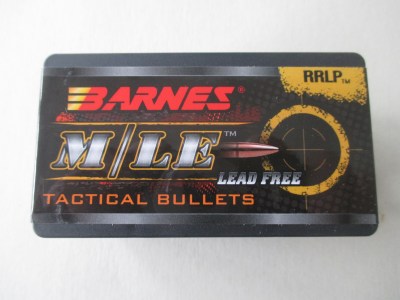 RRLP™
BARNES
M/LE™
LEAD FREE
TACTICAL BULLETS